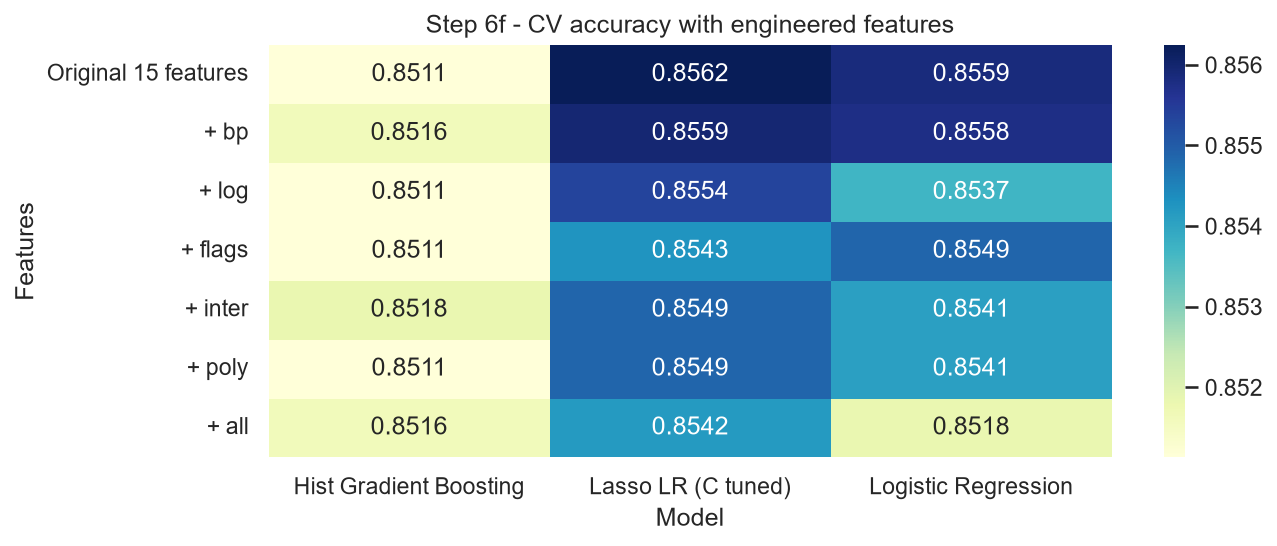 Step 6f - CV accuracy with engineered features
Original 15 features 0.8511 0.8562 0.8559
+ bp 0.8516 0.8559 0.8558
+ log 0.8511 0.8554 0.8537
+ flags 0.8511 0.8543 0.8549
+ inter 0.8518 0.8549 0.8541
+ poly 0.8511 0.8549 0.8541
+ all 0.8516 0.8542 0.8518
Features
Hist Gradient Boosting Lasso LR (C tuned) Logistic Regression
Model
0.856
0.855
0.854
0.853
0.852